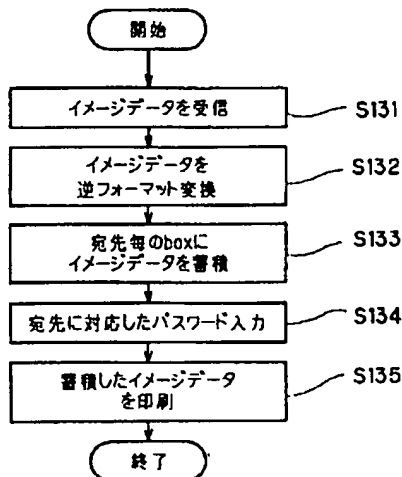 開始
イメージデータを受信
S131
イメージデータを
逆フォーマット変換
S132
宛先毎のboxに
イメージデータを蓄積
S133
宛先に対応したパスワード入力
S134
蓄積したイメージデータ
を印刷
S135
終了